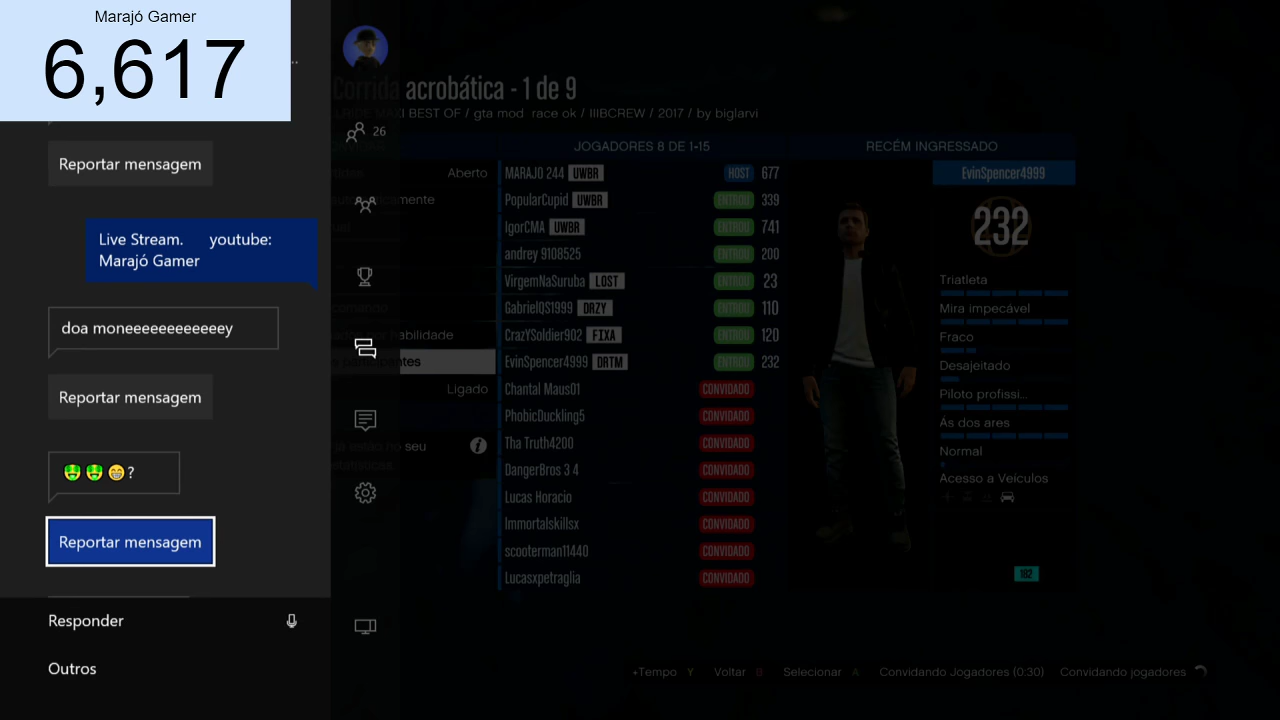 Marajó Gamer
6,617
Reportar mensagem
Live Stream. youtube:
Marajó Gamer
doa moneeeeeeeeeeeey
Reportar mensagem
?
Reportar mensagem
Responder
Outros
26
Corrida acrobática - 1 de 9
BEST OF / gta mod race ok / IIIBCREW / 2017 / by biglarvi
Aberto
Ligado
JOGADORES 8 DE 1-15
MARAJO 244 UWBR HOST 677
PopularCupid UWBR ENTROU 339
IgorCMA UWBR ENTROU 741
andrey 9108525 ENTROU 200
VirgemNaSuruba LOST ENTROU 23
GabrielQS1999 DRZY ENTROU 110
CrazYSoldier902 FIXA ENTROU 120
EvinSpencer4999 DRTM ENTROU 232
Chantal Maus01 CONVIDADO
PhobicDuckling5 CONVIDADO
Tha Truth4200 CONVIDADO
DangerBros 3 4 CONVIDADO
Lucas Horacio CONVIDADO
Immortalskillsx CONVIDADO
scooterman11440 CONVIDADO
Lucasxpetraglia CONVIDADO
RECÉM INGRESSADO
EvinSpencer4999
232
Triatleta
Mira impecável
Fraco
Desajeitado
Piloto profissi...
Ás dos ares
Normal
Acesso a Veículos
182
+Tempo Y Voltar B Selecionar A Convidando Jogadores (0:30) Convidando jogadores